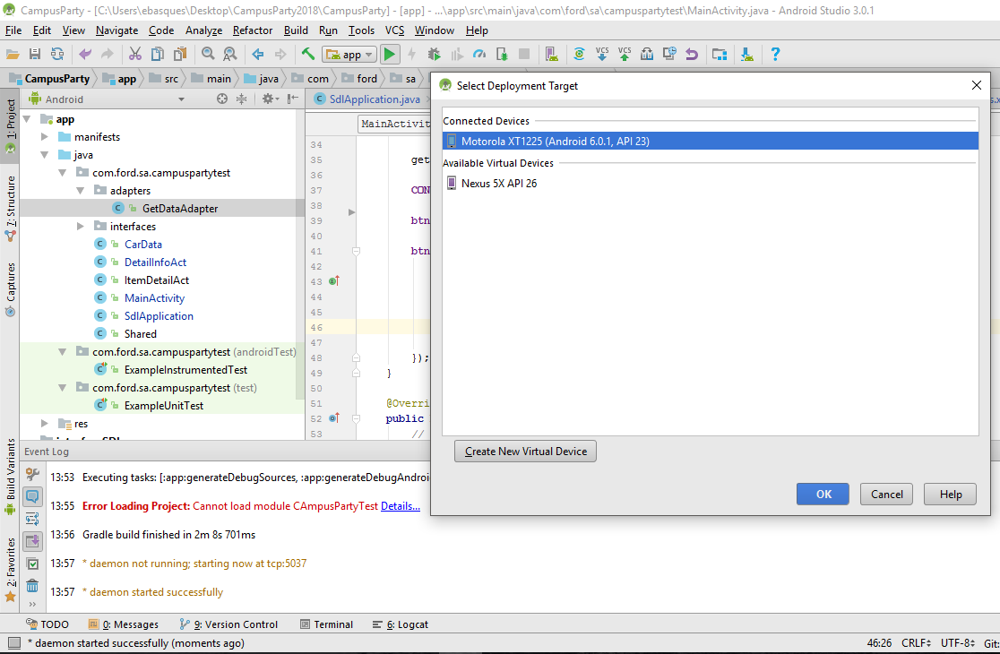 CampusParty - [C:\Users\ebasques\Desktop\CampusParty2018\CampusParty] - [app] - ...\app\src\main\java\com\ford\sa\campuspartytest\MainActivity.java - Android Studio 3.0.1
File Edit View Navigate Code Analyze Refactor Build Run Tools VCS Window Help
app VCS VCS ?
CampusParty app src main java com ford sa
Android
SdlApplication.java
1: Project
7: Structure
Captures
Build Variants
2: Favorites
app
manifests
java
com.ford.sa.campuspartytest
adapters
GetDataAdapter
interfaces
CarData
DetailInfoAct
ItemDetailAct
MainActivity
SdlApplication
Shared
com.ford.sa.campuspartytest (androidTest)
ExampleInstrumentedTest
com.ford.sa.campuspartytest (test)
ExampleUnitTest
res
MainActivit
34
35 get
36
37 CON
38
39 btn
40
41 btn
42
43
44
45
46
47
48 });
49 }
50
51 @Overri
52 public
53 //
Select Deployment Target
Connected Devices
Motorola XT1225 (Android 6.0.1, API 23)
Available Virtual Devices
Nexus 5X API 26
Create New Virtual Device
OK Cancel Help
Event Log
13:53 Executing tasks: [:app:generateDebugSources, :app:generateDebugAndroi
13:55 Error Loading Project: Cannot load module CAmpusPartyTest Details...
13:56 Gradle build finished in 2m 8s 701ms
13:57 * daemon not running; starting now at tcp:5037
13:57 * daemon started successfully
TODO 0: Messages 9: Version Control Terminal 6: Logcat
* daemon started successfully (moments ago) 46:26 CRLF UTF-8 Git: